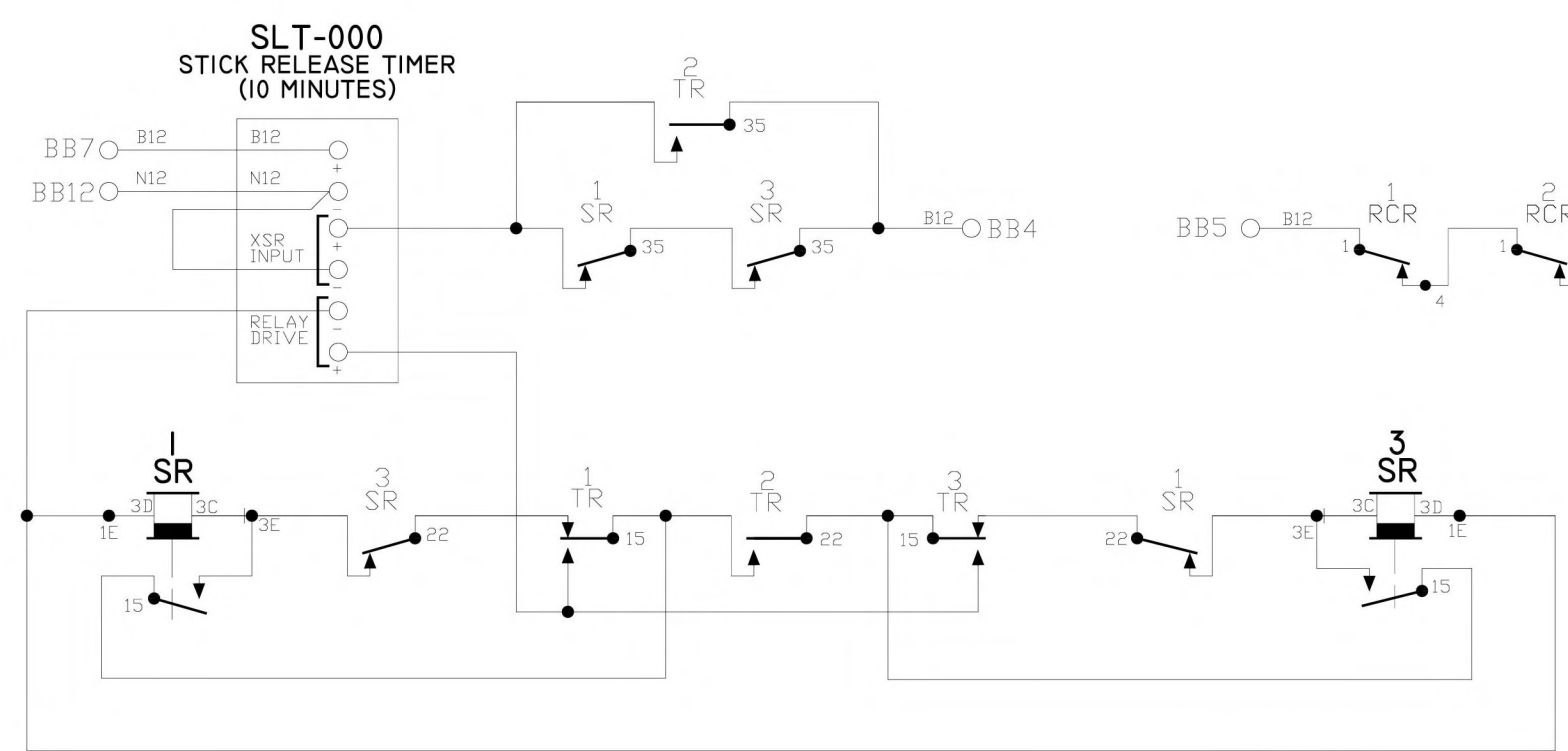 SLT-000
STICK RELEASE TIMER
(10 MINUTES)
2
TR
35
BB7 B12 B12
+
BB12 N12 N12
-
XSR
INPUT
+
-
RELAY
DRIVE
-
+
1
SR
35
3
SR
35
B12 BB4
BB5 B12
1
RCR
1
4
2
RCR
1
1
SR
3D 3C
1E 3E
15
3
SR
22
1
TR
15
2
TR
22
3
TR
15
1
SR
22
3
SR
3C 3D
3E 1E
15